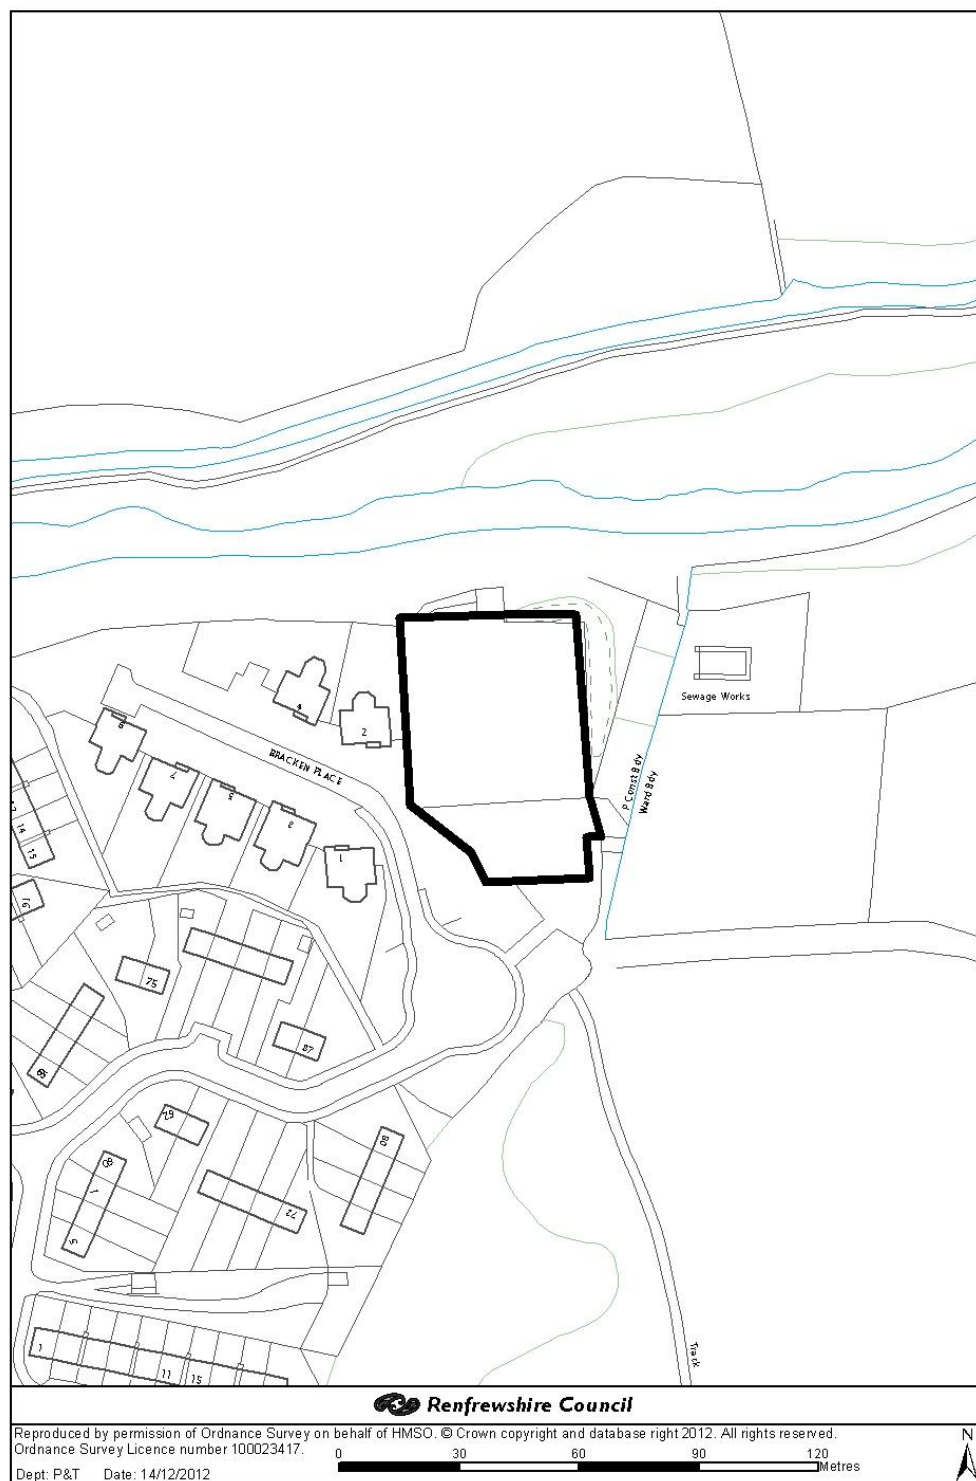 4
2
6
BRACKEN PLACE
7
5
3
1
Sewage Works
P Const Bdy
Ward Bdy
14
15
16
75
87
66
29
80
72
1
5
1
11
15
Track
Renfrewshire Council
Reproduced by permission of Ordnance Survey on behalf of HMSO. © Crown copyright and database right 2012. All rights reserved.
Ordnance Survey Licence number 100023417.
0 30 60 90 120 Metres
Dept: P&T Date: 14/12/2012
N